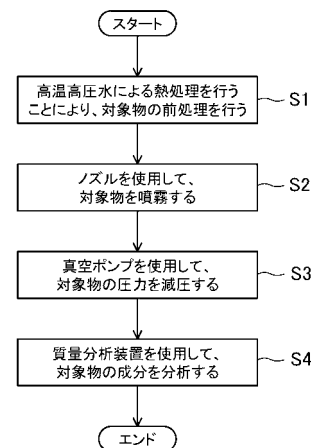 スタート
高温高圧水による熱処理を行う
ことにより、対象物の前処理を行う
S1
ノズルを使用して、
対象物を噴霧する
S2
真空ポンプを使用して、
対象物の圧力を減圧する
S3
質量分析装置を使用して、
対象物の成分を分析する
S4
エンド